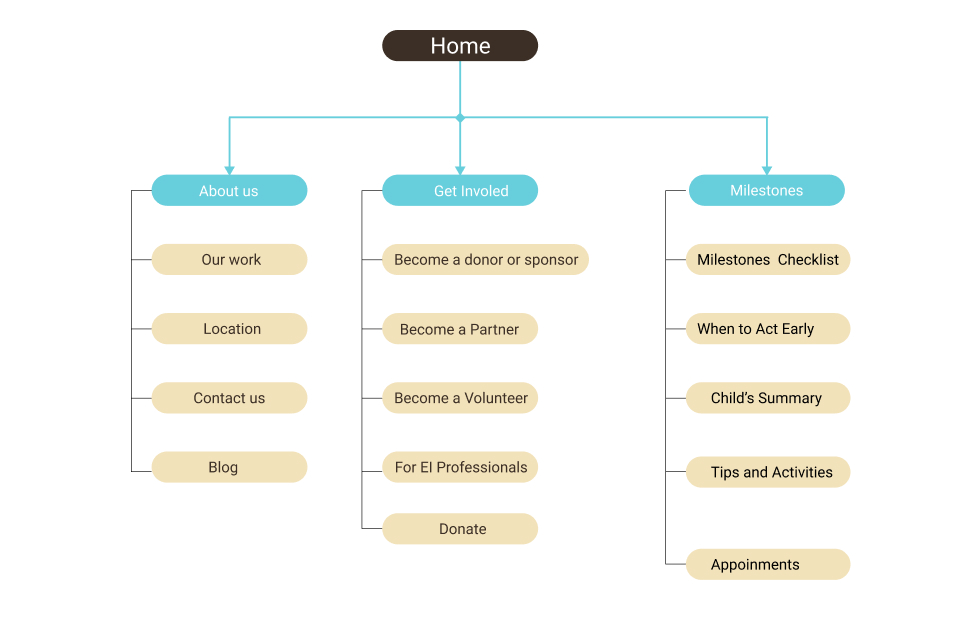 Home
About us
Our work
Location
Contact us
Blog
Get Involed
Become a donor or sponsor
Become a Partner
Become a Volunteer
For EI Professionals
Donate
Milestones
Milestones  Checklist
When to Act Early
Child’s Summary
Tips and Activities
Appoinments